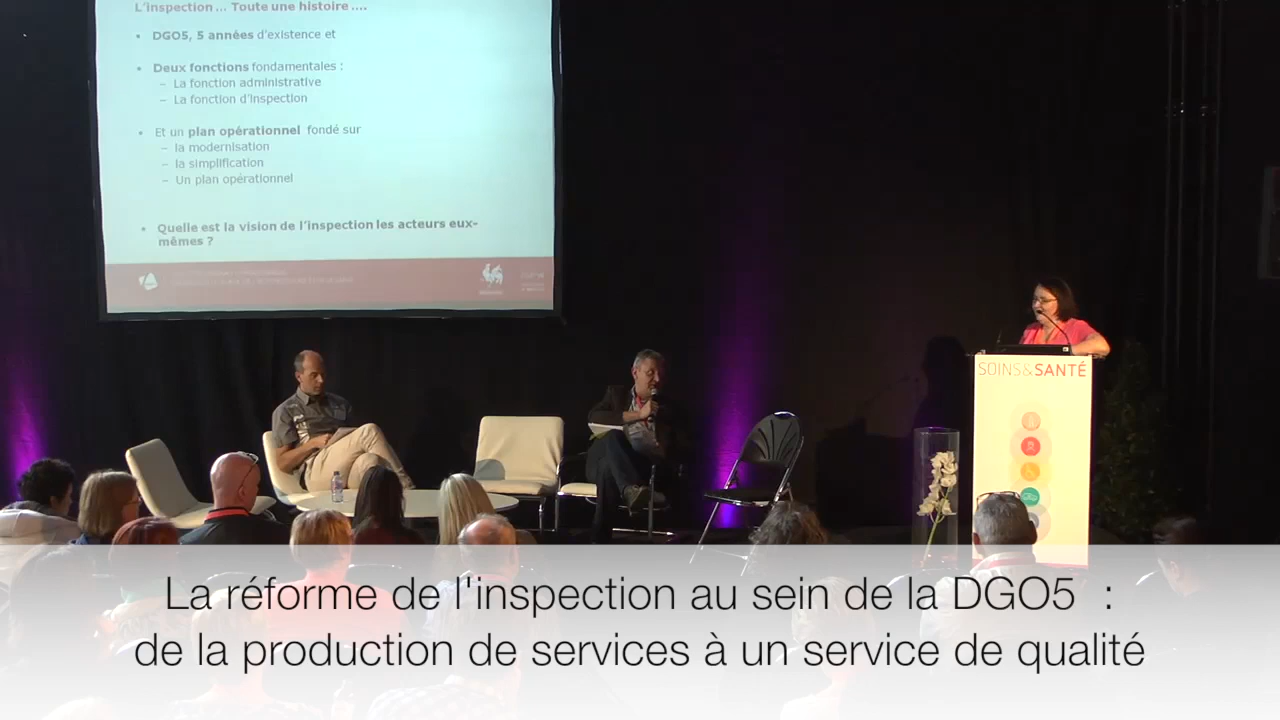 L'inspection... Toute une histoire ....
• DGO5, 5 années d'existence et
• Deux fonctions fondamentales :
– La fonction administrative
– La fonction d'inspection
• Et un plan opérationnel fondé sur
– la modernisation
– la simplification
– Un plan opérationnel
• Quelle est la vision de l'inspection les acteurs eux-
mêmes ?
SOINS&SANTÉ
La réforme de l'inspection au sein de la DGO5 :
de la production de services à un service de qualité